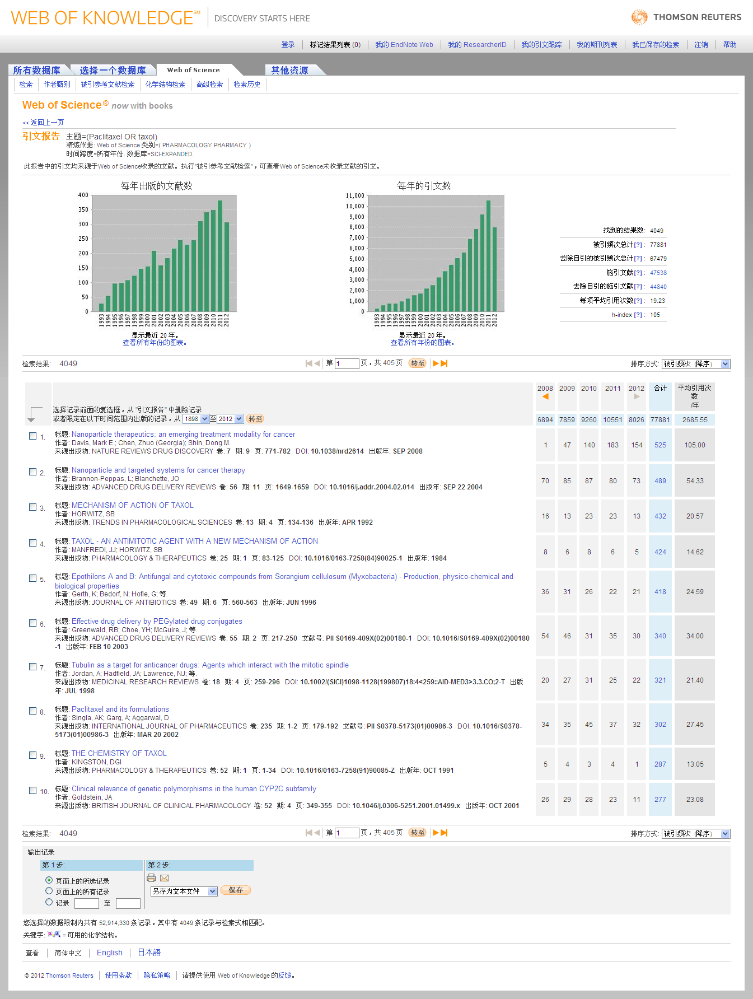 WEB OF KNOWLEDGE℠ DISCOVERY STARTS HERE THOMSON REUTERS
登录 标记结果列表 (0) 我的 EndNote Web 我的 ResearcherID 我的引文跟踪 我的期刊列表 我已保存的检索 注销 帮助
所有数据库 选择一个数据库 Web of Science 其他资源
检索 作者甄别 被引参考文献检索 化学结构检索 高级检索 检索历史
Web of Science® now with books
<< 返回上一页
引文报告 主题=(Paclitaxel OR taxol)
精炼依据: Web of Science 类别=( PHARMACOLOGY PHARMACY )
时间跨度=所有年份. 数据库=SCI-EXPANDED.
此报告中的引文均来源于Web of Science收录的文献。执行"被引参考文献检索"，可查看Web of Science未收录文献的引文。
每年出版的文献数
400
350
300
250
200
150
100
50
0
1993 1994 1995 1996 1997 1998 1999 2000 2001 2002 2003 2004 2005 2006 2007 2008 2009 2010 2011 2012
显示最近 20 年。
查看所有年份的图表。
每年的引文数
11,000
10,000
9,000
8,000
7,000
6,000
5,000
4,000
3,000
2,000
1,000
0
1993 1994 1995 1996 1997 1998 1999 2000 2001 2002 2003 2004 2005 2006 2007 2008 2009 2010 2011 2012
显示最近 20 年。
查看所有年份的图表。
找到的结果数: 4049
被引频次总计[?] : 77881
去除自引的被引频次总计[?] : 67479
施引文献[?] : 47538
去除自引的施引文献[?] : 44840
每项平均引用次数[?] : 19.23
h-index [?] : 105
检索结果: 4049 第 1 页，共 405 页 转至 排序方式: 被引频次（降序）
2008 2009 2010 2011 2012 合计 平均引用次
数
/年
选择记录前面的复选框，从 "引文报告" 中删除记录
或者限定在以下时间范围内出版的记录，从 1898 至 2012 转至
6894 7859 9260 10551 8026 77881 2685.55
1. 标题: Nanoparticle therapeutics: an emerging treatment modality for cancer
作者: Davis, Mark E.; Chen, Zhuo (Georgia); Shin, Dong M.
来源出版物: NATURE REVIEWS DRUG DISCOVERY 卷: 7 期: 9 页: 771-782 DOI: 10.1038/nrd2614 出版年: SEP 2008
1 47 140 183 154 525 105.00
2. 标题: Nanoparticle and targeted systems for cancer therapy
作者: Brannon-Peppas, L; Blanchette, JO
来源出版物: ADVANCED DRUG DELIVERY REVIEWS 卷: 56 期: 11 页: 1649-1659 DOI: 10.1016/j.addr.2004.02.014 出版年: SEP 22 2004
70 85 87 80 73 489 54.33
3. 标题: MECHANISM OF ACTION OF TAXOL
作者: HORWITZ, SB
来源出版物: TRENDS IN PHARMACOLOGICAL SCIENCES 卷: 13 期: 4 页: 134-136 出版年: APR 1992
16 13 23 23 13 432 20.57
4. 标题: TAXOL - AN ANTIMITOTIC AGENT WITH A NEW MECHANISM OF ACTION
作者: MANFREDI, JJ; HORWITZ, SB
来源出版物: PHARMACOLOGY & THERAPEUTICS 卷: 25 期: 1 页: 83-125 DOI: 10.1016/0163-7258(84)90025-1 出版年: 1984
8 6 8 6 5 424 14.62
5. 标题: Epothilons A and B: Antifungal and cytotoxic compounds from Sorangium cellulosum (Myxobacteria) - Production, physico-chemical and
biological properties
作者: Gerth, K; Bedorf, N; Hofle, G; 等.
来源出版物: JOURNAL OF ANTIBIOTICS 卷: 49 期: 6 页: 560-563 出版年: JUN 1996
36 31 26 22 21 418 24.59
6. 标题: Effective drug delivery by PEGylated drug conjugates
作者: Greenwald, RB; Choe, YH; McGuire, J; 等.
来源出版物: ADVANCED DRUG DELIVERY REVIEWS 卷: 55 期: 2 页: 217-250 文献号: PII S0169-409X(02)00180-1 DOI: 10.1016/S0169-409X(02)00180
-1 出版年: FEB 10 2003
54 46 31 35 30 340 34.00
7. 标题: Tubulin as a target for anticancer drugs: Agents which interact with the mitotic spindle
作者: Jordan, A; Hadfield, JA; Lawrence, NJ; 等.
来源出版物: MEDICINAL RESEARCH REVIEWS 卷: 18 期: 4 页: 259-296 DOI: 10.1002/(SICI)1098-1128(199807)18:4<259::AID-MED3>3.3.CO;2-T 出版
年: JUL 1998
20 27 31 25 22 321 21.40
8. 标题: Paclitaxel and its formulations
作者: Singla, AK; Garg, A; Aggarwal, D
来源出版物: INTERNATIONAL JOURNAL OF PHARMACEUTICS 卷: 235 期: 1-2 页: 179-192 文献号: PII S0378-5173(01)00986-3 DOI: 10.1016/S0378-
5173(01)00986-3 出版年: MAR 20 2002
34 35 45 37 32 302 27.45
9. 标题: THE CHEMISTRY OF TAXOL
作者: KINGSTON, DGI
来源出版物: PHARMACOLOGY & THERAPEUTICS 卷: 52 期: 1 页: 1-34 DOI: 10.1016/0163-7258(91)90085-Z 出版年: OCT 1991
5 4 3 4 1 287 13.05
10. 标题: Clinical relevance of genetic polymorphisms in the human CYP2C subfamily
作者: Goldstein, JA
来源出版物: BRITISH JOURNAL OF CLINICAL PHARMACOLOGY 卷: 52 期: 4 页: 349-355 DOI: 10.1046/j.0306-5251.2001.01499.x 出版年: OCT 2001
26 29 28 23 11 277 23.08
检索结果: 4049 第 1 页，共 405 页 转至 排序方式: 被引频次（降序）
输出记录
第 1 步: 第 2 步:
页面上的所选记录
页面上的所有记录 另存为文本文件 保存
记录 至
您选择的数据限制内共有 52,914,330 条记录，其中有 4049 条记录与检索式相匹配。
关键字: = 可用的化学结构。
查看 简体中文 English 日本語
© 2012 Thomson Reuters 使用条款 隐私策略 请提供使用 Web of Knowledge 的反馈。